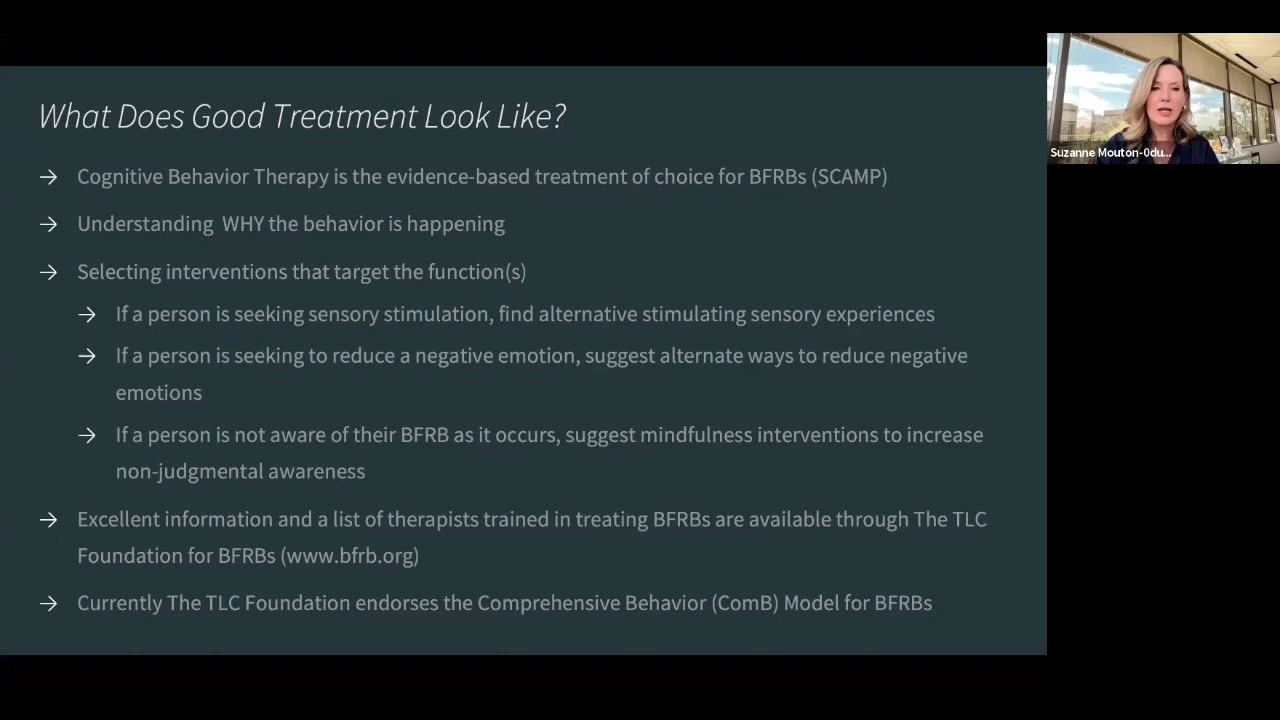 What Does Good Treatment Look Like?
→ Cognitive Behavior Therapy is the evidence-based treatment of choice for BFRBs (SCAMP)
→ Understanding WHY the behavior is happening
→ Selecting interventions that target the function(s)
→ If a person is seeking sensory stimulation, find alternative stimulating sensory experiences
→ If a person is seeking to reduce a negative emotion, suggest alternate ways to reduce negative
emotions
→ If a person is not aware of their BFRB as it occurs, suggest mindfulness interventions to increase
non-judgmental awareness
→ Excellent information and a list of therapists trained in treating BFRBs are available through The TLC
Foundation for BFRBs (www.bfrb.org)
→ Currently The TLC Foundation endorses the Comprehensive Behavior (ComB) Model for BFRBs
Suzanne Mouton-Odu...